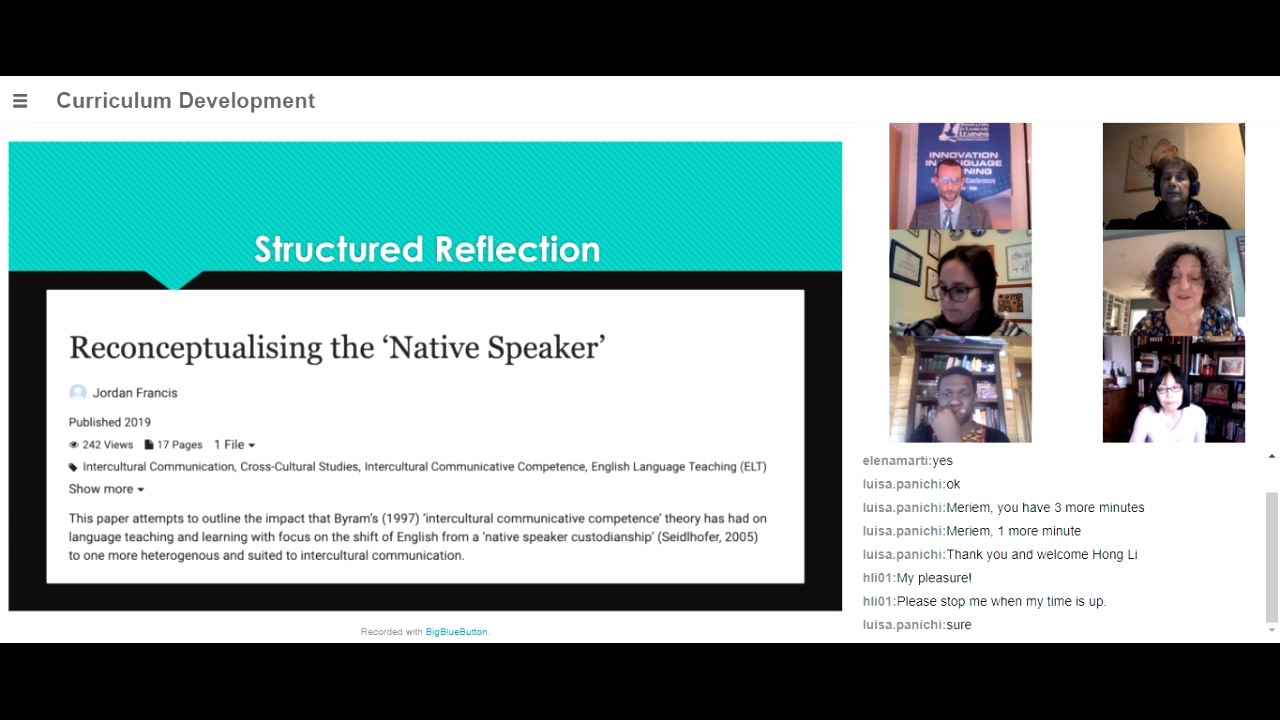 Curriculum Development
Structured Reflection
Reconceptualising the ‘Native Speaker’
Jordan Francis
Published 2019
242 Views 17 Pages 1 File
Intercultural Communication, Cross-Cultural Studies, Intercultural Communicative Competence, English Language Teaching (ELT)
Show more
This paper attempts to outline the impact that Byram’s (1997) ‘intercultural communicative competence’ theory has had on
language teaching and learning with focus on the shift of English from a ‘native speaker custodianship’ (Seidlhofer, 2005)
to one more heterogenous and suited to intercultural communication.
Recorded with BigBlueButton.
INNOVATION
IN LANGUAGE
elenamarti:yes
luisa.panichi:ok
luisa.panichi:Meriem, you have 3 more minutes
luisa.panichi:Meriem, 1 more minute
luisa.panichi:Thank you and welcome Hong Li
hli01:My pleasure!
hli01:Please stop me when my time is up.
luisa.panichi:sure